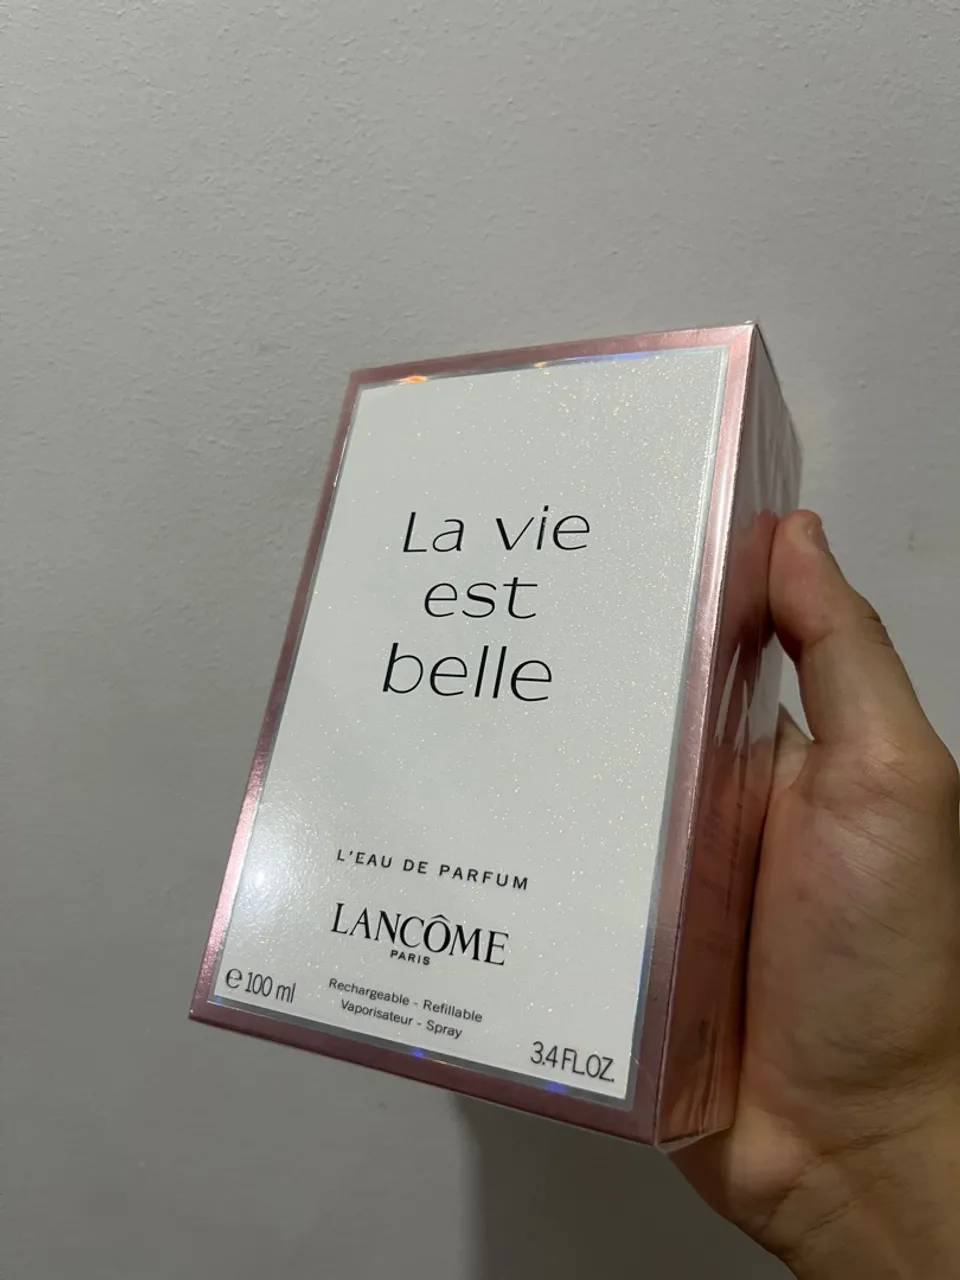 La vie
est
belle
L'EAU DE PARFUM
LANCÔME
PARIS
℮ 100 ml
Rechargeable - Refillable
Vaporisateur - Spray
3.4 FL.OZ.